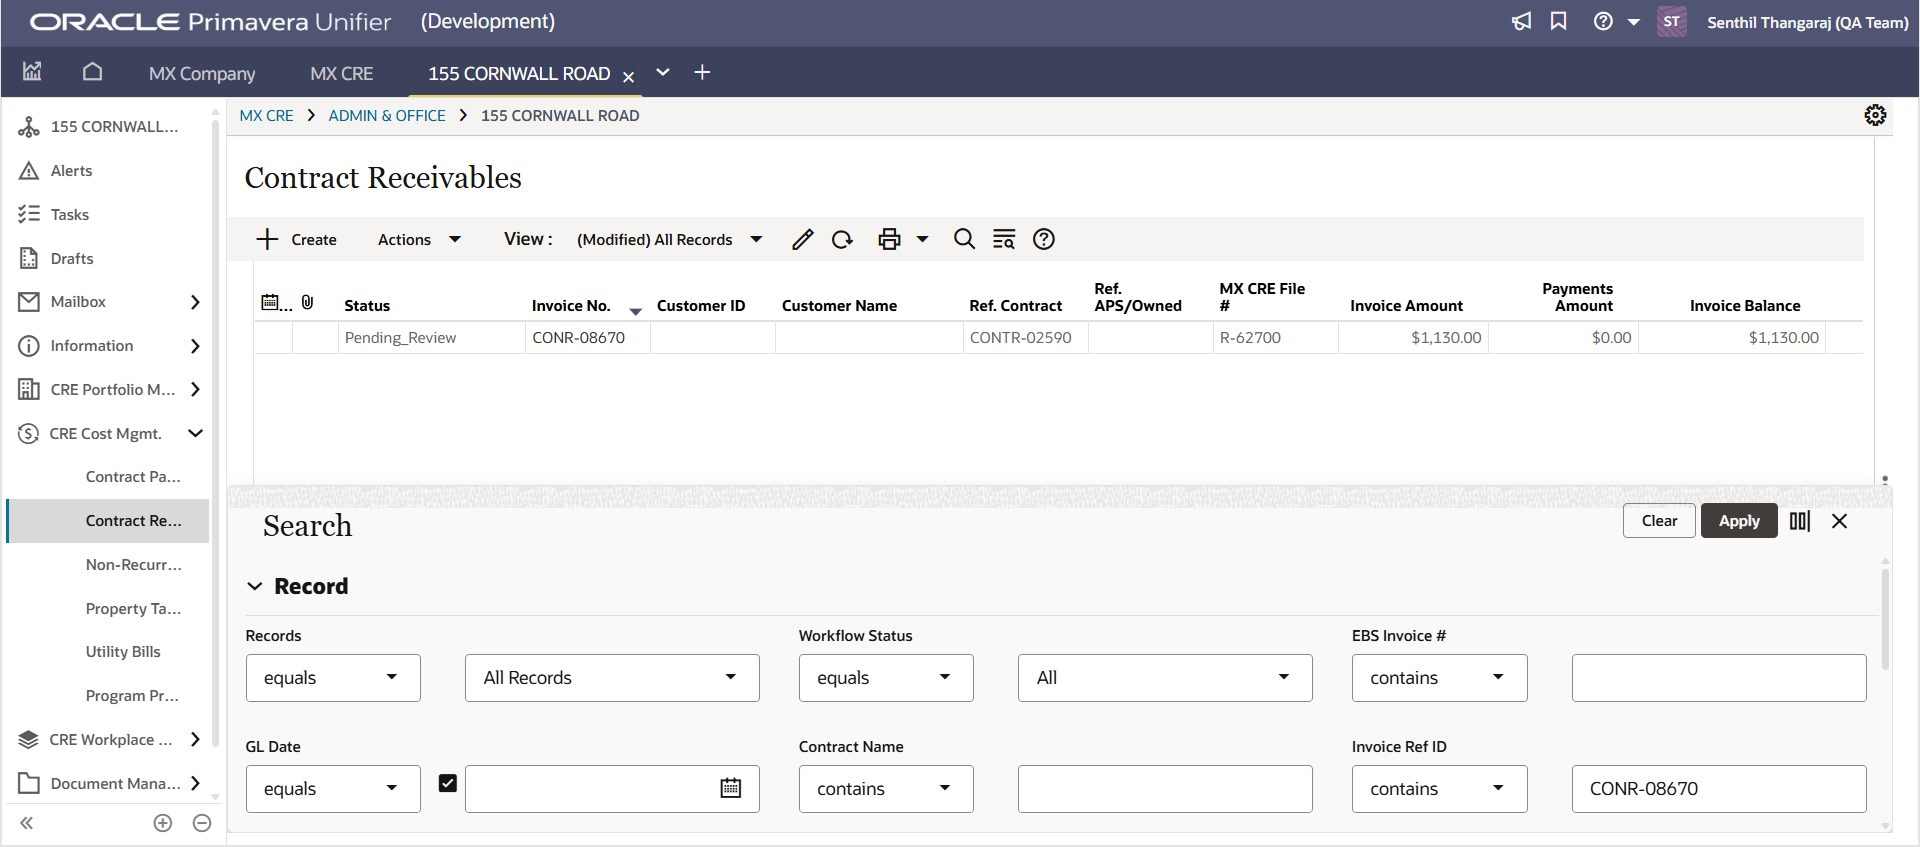 ORACLE Primavera Unifier (Development) ST Senthil Thangaraj (QA Team)
MX Company MX CRE 155 CORNWALL ROAD
155 CORNWALL...
Alerts
Tasks
Drafts
Mailbox
Information
CRE Portfolio M...
CRE Cost Mgmt.
Contract Pa...
Contract Re...
Non-Recurr...
Property Ta...
Utility Bills
Program Pr...
CRE Workplace ...
Document Mana...
MX CRE > ADMIN & OFFICE > 155 CORNWALL ROAD
Contract Receivables
Create Actions View : (Modified) All Records
... Status Invoice No. Customer ID Customer Name Ref. Contract Ref. APS/Owned MX CRE File # Invoice Amount Payments Amount Invoice Balance
Pending_Review CONR-08670 CONTR-02590 R-62700 $1,130.00 $0.00 $1,130.00
Search Clear Apply
Record
Records Workflow Status EBS Invoice #
equals All Records equals All contains
GL Date Contract Name Invoice Ref ID
equals contains contains CONR-08670